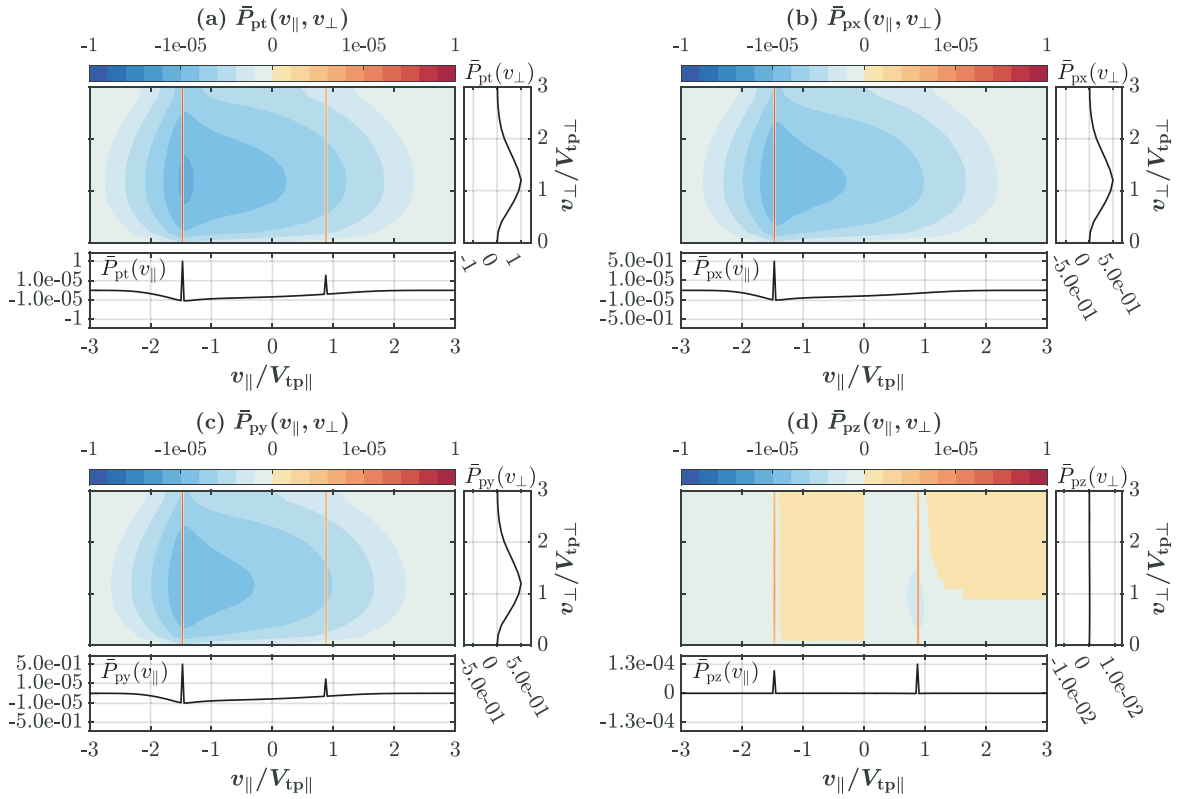 (a) P̄pt(v∥, v⊥)
-1 -1e-05 0 1e-05 1
P̄pt(v⊥)
3
2
1
0
v⊥/Vtp⊥
-1 0 1
P̄pt(v∥)
1
1.0e-05
-1.0e-05
-1
-3 -2 -1 0 1 2 3
v∥/Vtp∥
(b) P̄px(v∥, v⊥)
-1 -1e-05 0 1e-05 1
P̄px(v⊥)
3
2
1
0
v⊥/Vtp⊥
-5.0e-01 0 5.0e-01
P̄px(v∥)
5.0e-01
1.0e-05
-1.0e-05
-5.0e-01
-3 -2 -1 0 1 2 3
v∥/Vtp∥
(c) P̄py(v∥, v⊥)
-1 -1e-05 0 1e-05 1
P̄py(v⊥)
3
2
1
0
v⊥/Vtp⊥
-5.0e-01 0 5.0e-01
P̄py(v∥)
5.0e-01
1.0e-05
-1.0e-05
-5.0e-01
-3 -2 -1 0 1 2 3
v∥/Vtp∥
(d) P̄pz(v∥, v⊥)
-1 -1e-05 0 1e-05 1
P̄pz(v⊥)
3
2
1
0
v⊥/Vtp⊥
-1.0e-02 0 1.0e-02
P̄pz(v∥)
1.3e-04
0
-1.3e-04
-3 -2 -1 0 1 2 3
v∥/Vtp∥